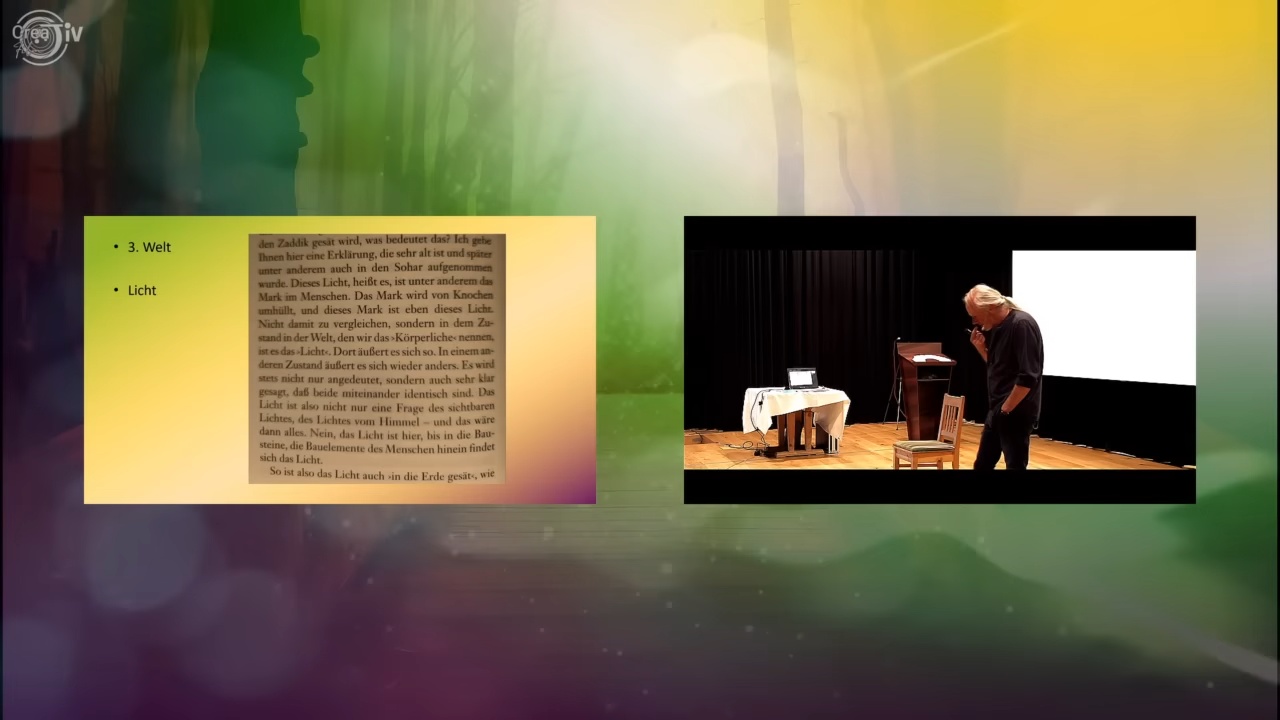 CreaTiv
• 3. Welt
• Licht
den Zaddik gesät wird, was bedeutet das? Ich gebe
Ihnen hier eine Erklärung, die sehr alt ist und später
unter anderem auch in den Sohar aufgenommen
wurde. Dieses Licht, heißt es, ist unter anderem das
Mark im Menschen. Das Mark wird von Knochen
umhüllt, und dieses Mark ist eben dieses Licht.
Nicht damit zu vergleichen, sondern in dem Zu-
stand in der Welt, den wir das ›Körperliche‹ nennen,
ist es das ›Licht‹. Dort äußert es sich so. In einem an-
deren Zustand äußert es sich wieder anders. Es wird
stets nicht nur angedeutet, sondern auch sehr klar
gesagt, daß beide miteinander identisch sind. Das
Licht ist also nicht nur eine Frage des sichtbaren
Lichtes, des Lichtes vom Himmel – und das wäre
dann alles. Nein, das Licht ist hier, bis in die Bau-
steine, die Bauelemente des Menschen hinein findet
sich das Licht.
So ist also das Licht auch ›in die Erde gesät‹, wie